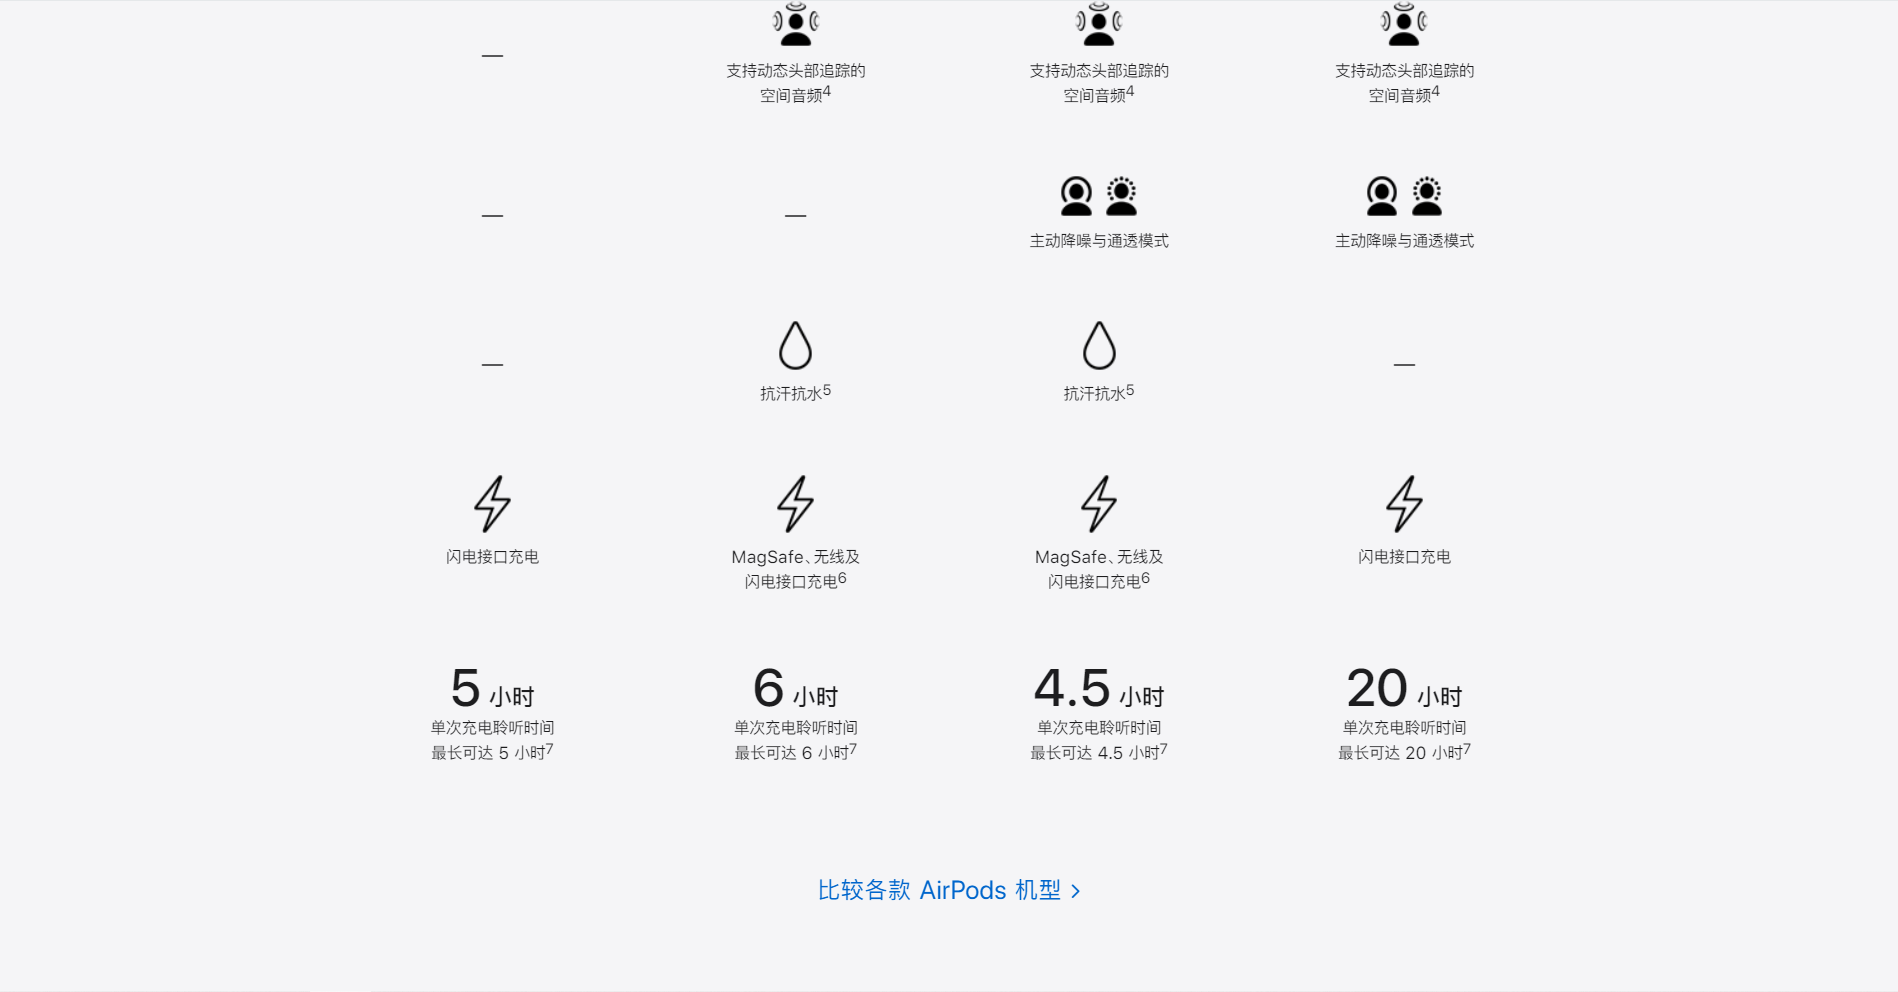 —
支持动态头部追踪的
空间音频4
支持动态头部追踪的
空间音频4
支持动态头部追踪的
空间音频4
—
—
主动降噪与通透模式
主动降噪与通透模式
—
抗汗抗水5
抗汗抗水5
—
闪电接口充电
MagSafe、无线及
闪电接口充电6
MagSafe、无线及
闪电接口充电6
闪电接口充电
5 小时
单次充电聆听时间
最长可达 5 小时7
6 小时
单次充电聆听时间
最长可达 6 小时7
4.5 小时
单次充电聆听时间
最长可达 4.5 小时7
20 小时
单次充电聆听时间
最长可达 20 小时7
比较各款 AirPods 机型 >